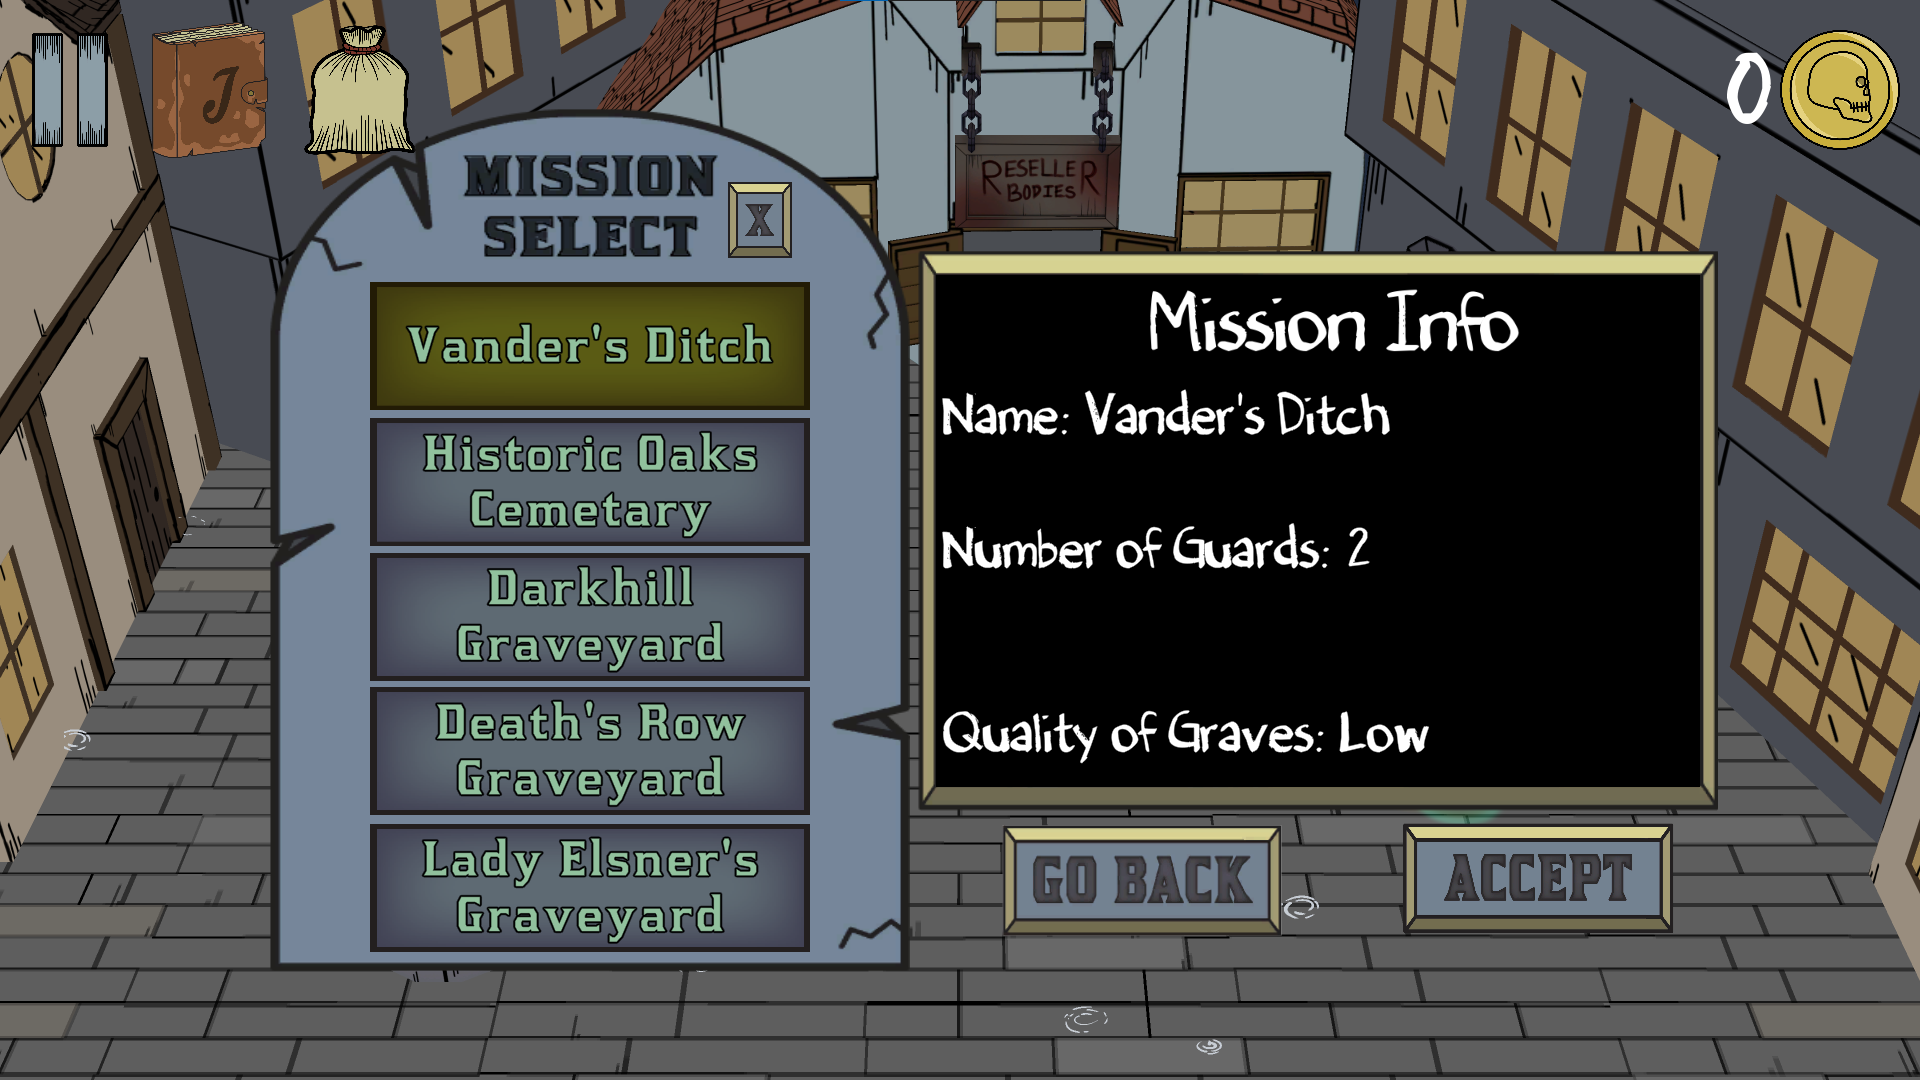 J
0
RESELLER
BODIES
MISSION
SELECT
X
Vander's Ditch
Historic Oaks
Cemetary
Darkhill
Graveyard
Death's Row
Graveyard
Lady Elsner's
Graveyard
Mission Info
Name: Vander's Ditch
Number of Guards: 2
Quality of Graves: Low
GO BACK
ACCEPT